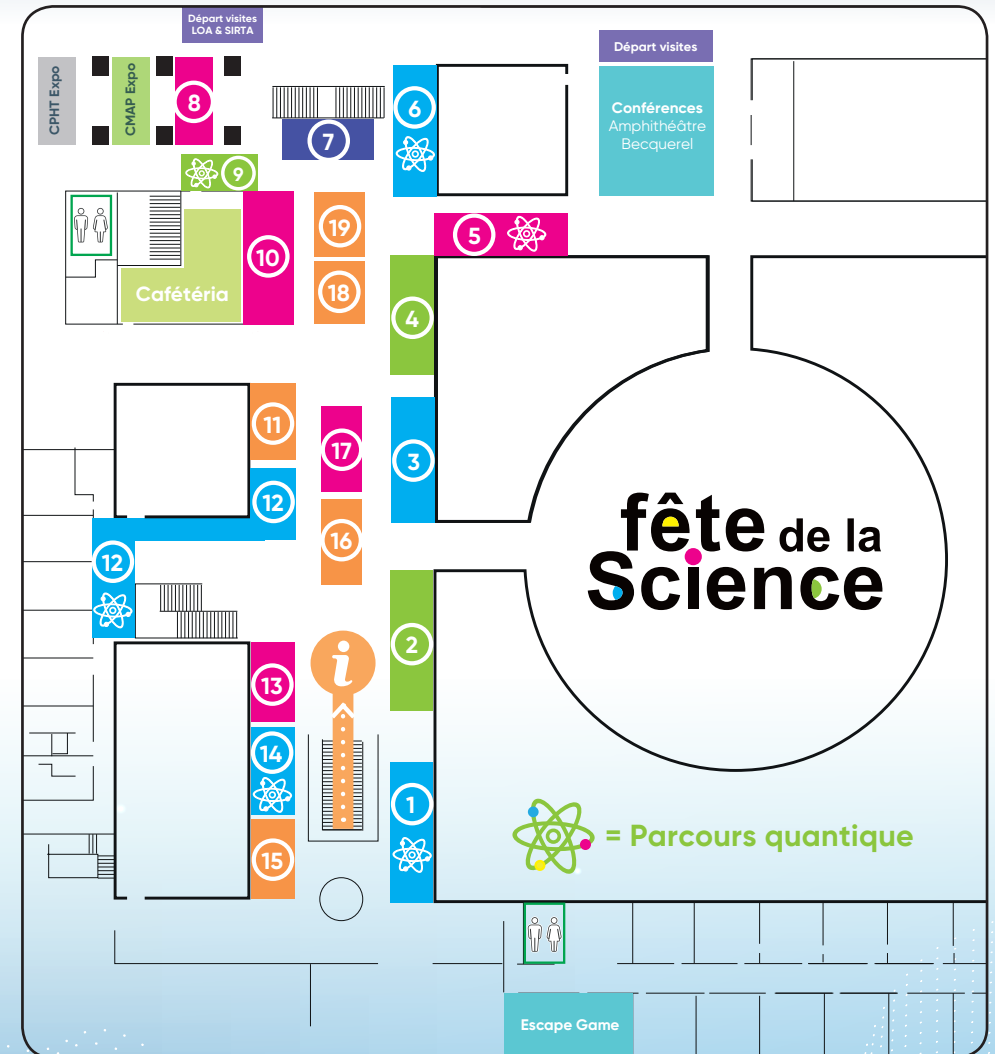 Départ visites
LOA & SIRTA
Départ visites
CPHT Expo
CMAP Expo
8
7
6
Conférences
Amphithéâtre
Becquerel
9
10
19
18
5
4
Cafétéria
11
17
3
12
16
12
fête de la
Science
2
i
13
14
1
15
= Parcours quantique
Escape Game